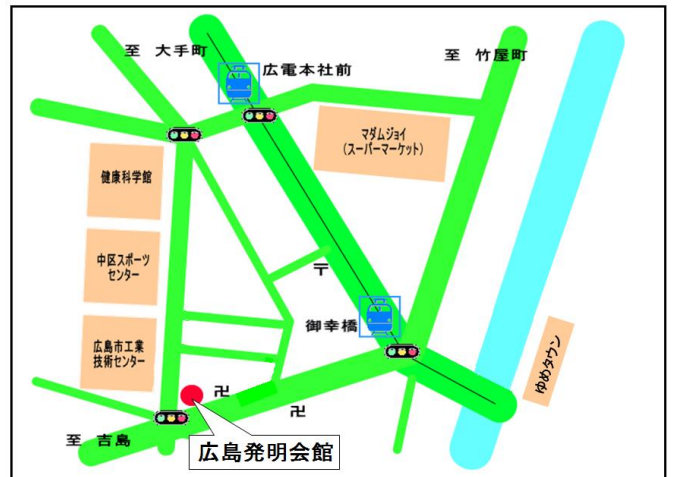 至 大手町
広電本社前
至 竹屋町
マダムジョイ
(スーパーマーケット)
健康科学館
中区スポーツ
センター
〒
御幸橋
広島市工業
技術センター
ゆめタウン
卍
卍
至 吉島
広島発明会館